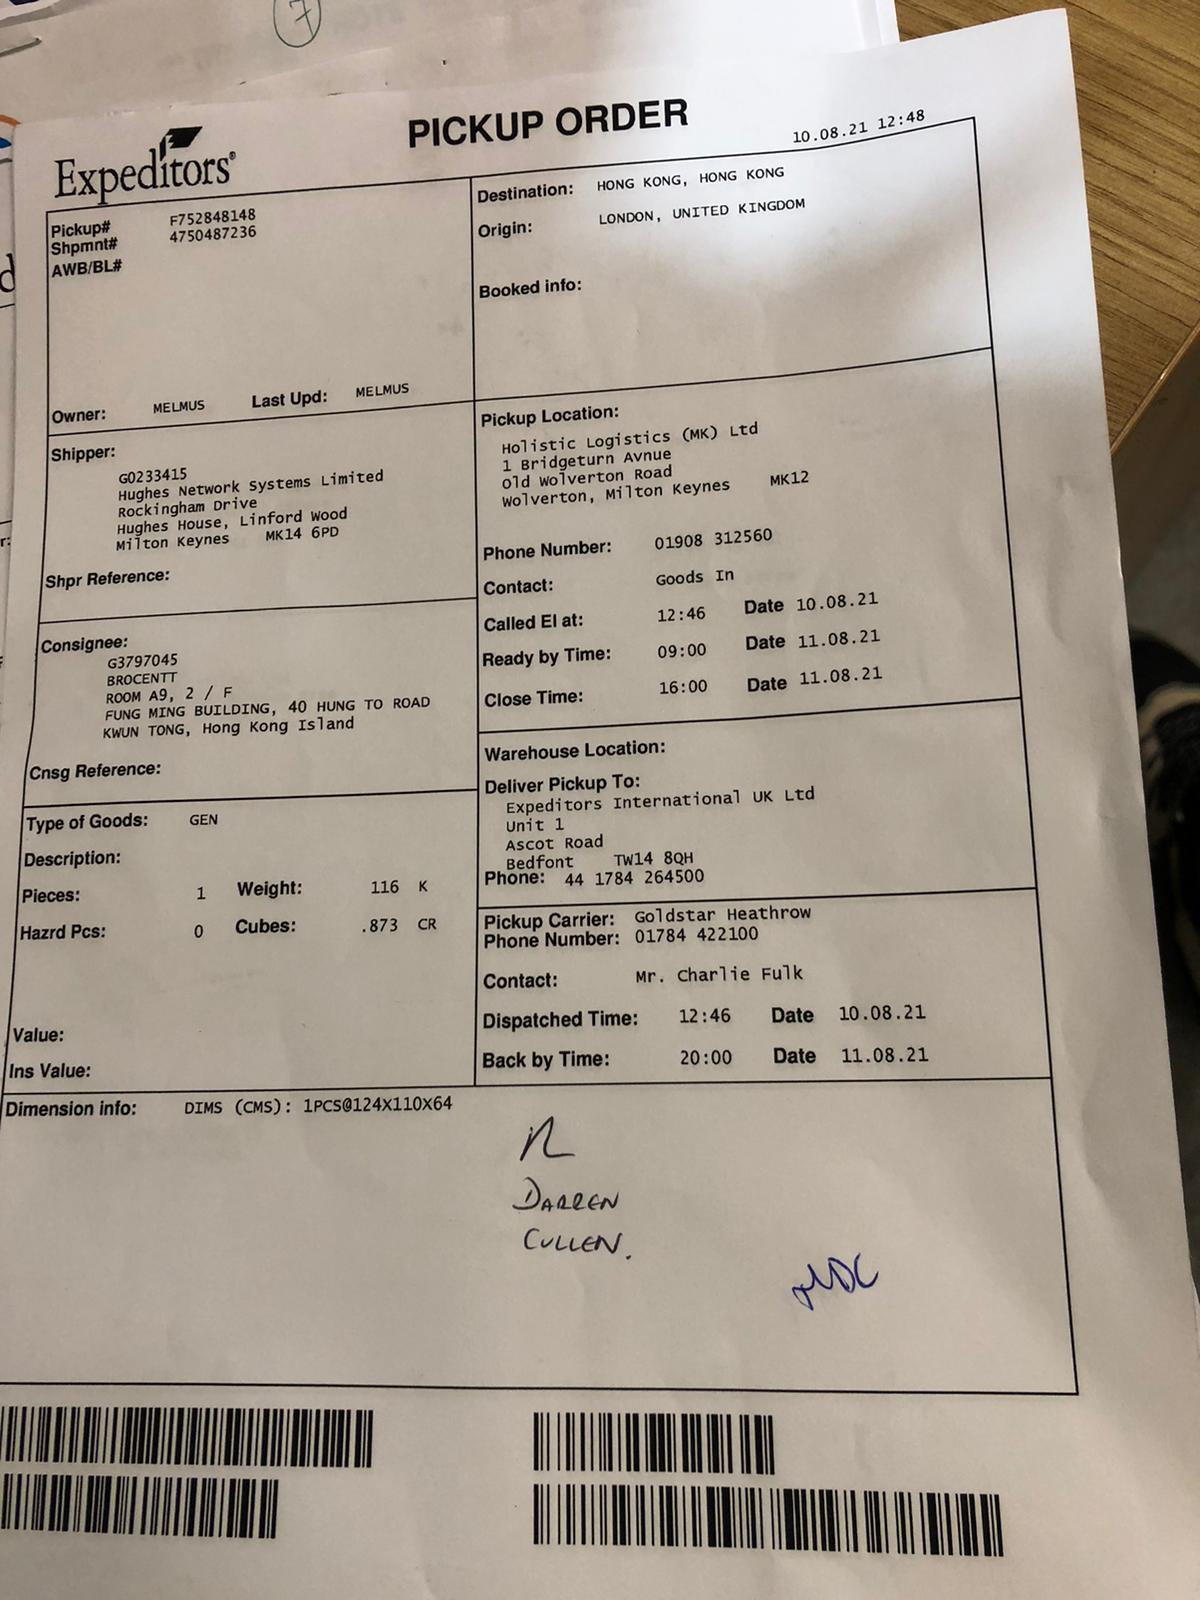 7
PICKUP ORDER
10.08.21 12:48
Expeditors®
Pickup# F752848148
Shpmnt# 4750487236
AWB/BL#
Owner: MELMUS Last Upd: MELMUS
Destination: HONG KONG, HONG KONG
Origin: LONDON, UNITED KINGDOM
Booked info:
Shipper:
G0233415
Hughes Network Systems Limited
Rockingham Drive
Hughes House, Linford Wood
Milton Keynes MK14 6PD
Shpr Reference:
Pickup Location:
Holistic Logistics (MK) Ltd
1 Bridgeturn Avnue
Old Wolverton Road
Wolverton, Milton Keynes MK12
Phone Number: 01908 312560
Contact: Goods In
Called EI at: 12:46 Date 10.08.21
Ready by Time: 09:00 Date 11.08.21
Close Time: 16:00 Date 11.08.21
Consignee:
G3797045
BROCENTT
ROOM A9, 2 / F
FUNG MING BUILDING, 40 HUNG TO ROAD
KWUN TONG, Hong Kong Island
Cnsg Reference:
Warehouse Location:
Deliver Pickup To:
Expeditors International UK Ltd
Unit 1
Ascot Road
Bedfont TW14 8QH
Phone: 44 1784 264500
Type of Goods: GEN
Description:
Pieces: 1 Weight: 116 K
Hazrd Pcs: 0 Cubes: .873 CR
Value:
Ins Value:
Pickup Carrier: Goldstar Heathrow
Phone Number: 01784 422100
Contact: Mr. Charlie Fulk
Dispatched Time: 12:46 Date 10.08.21
Back by Time: 20:00 Date 11.08.21
Dimension info: DIMS (CMS): 1PCS@124X110X64
DARREN
CULLEN.